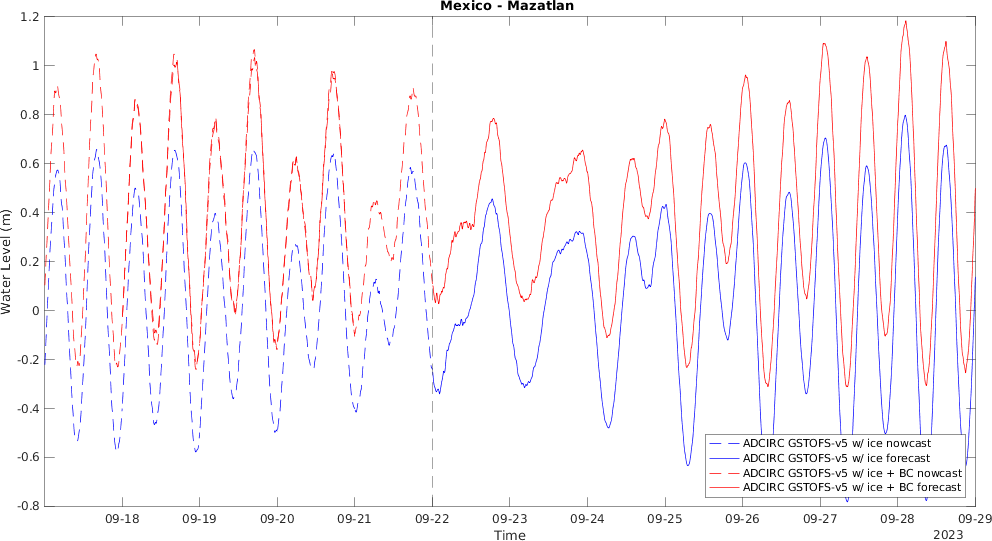 Mexico - Mazatlan
1.2
1
0.8
0.6
0.4
0.2
0
-0.2
-0.4
-0.6
-0.8
Water Level (m)
ADCIRC GSTOFS-v5 w/ ice nowcast
ADCIRC GSTOFS-v5 w/ ice forecast
ADCIRC GSTOFS-v5 w/ ice + BC nowcast
ADCIRC GSTOFS-v5 w/ ice + BC forecast
09-18 09-19 09-20 09-21 09-22 09-23 09-24 09-25 09-26 09-27 09-28 09-29
Time
2023